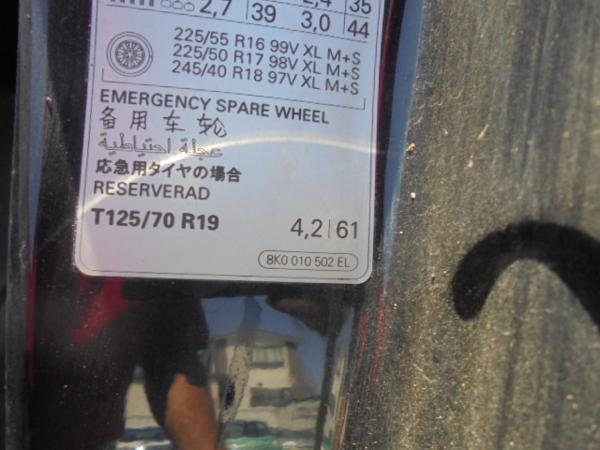 2,7 39 3,0 44
35
225/55 R16 99V XL M+S
225/50 R17 98V XL M+S
245/40 R18 97V XL M+S
EMERGENCY SPARE WHEEL
备用车轮
عجلة احتياطية
応急用タイヤの場合
RESERVERAD
T125/70 R19 4,2|61
8K0 010 502 EL